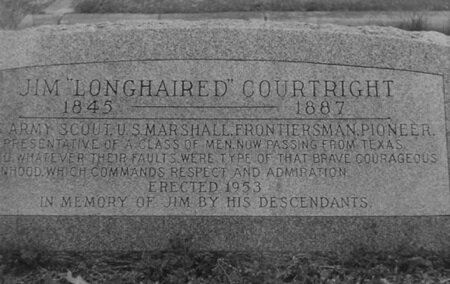 JIM "LONGHAIRED" COURTRIGHT
1845 1887
ARMY SCOUT, U.S. MARSHALL, FRONTIERSMAN, PIONEER,
PRESENTATIVE OF A CLASS OF MEN, NOW PASSING FROM TEXAS,
WHATEVER THEIR FAULTS, WERE TYPE OF THAT BRAVE COURAGEOUS
NHOOD, WHICH COMMANDS RESPECT AND ADMIRATION.
ERECTED 1953
IN MEMORY OF JIM BY HIS DESCENDANTS.